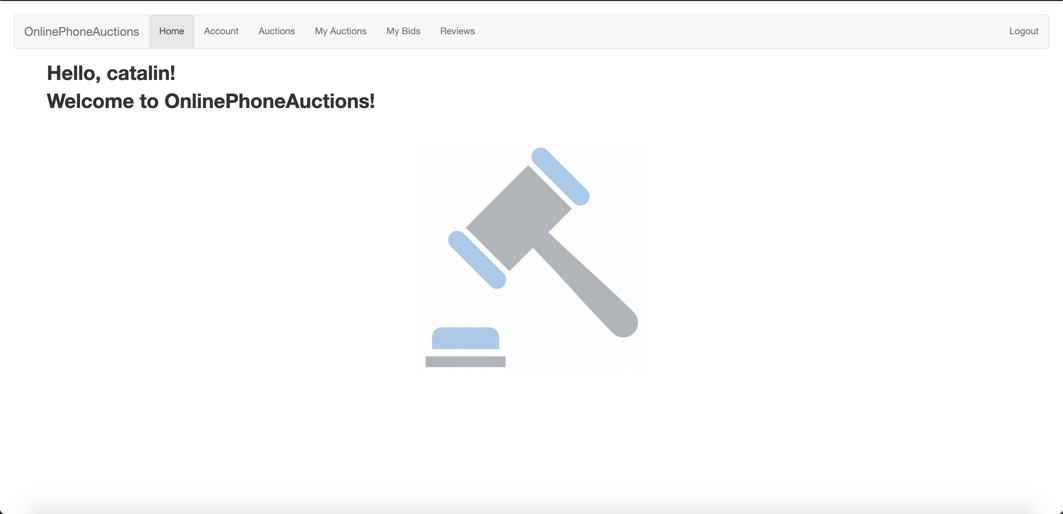 OnlinePhoneAuctions Home Account Auctions My Auctions My Bids Reviews Logout
Hello, catalin!
Welcome to OnlinePhoneAuctions!